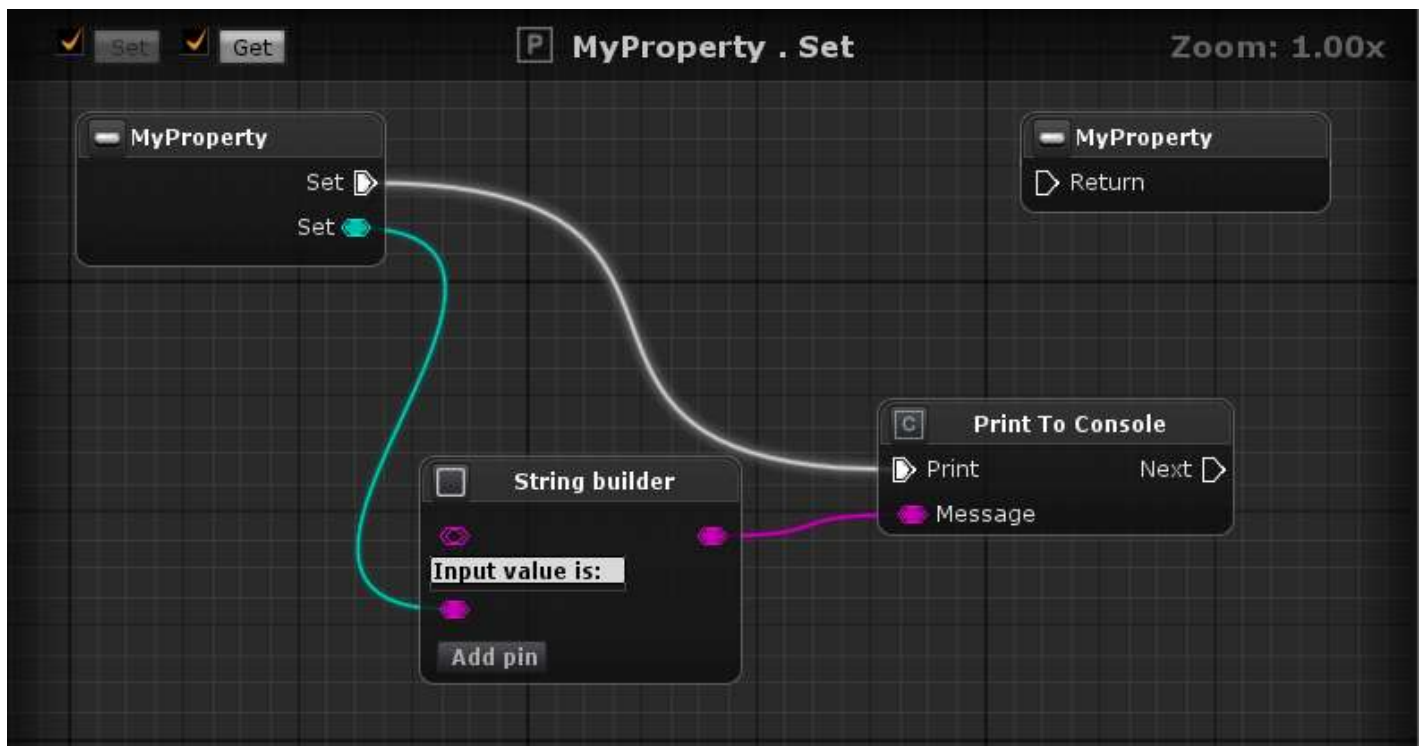 Set Get P MyProperty . Set Zoom: 1.00x
MyProperty
Set
Set
MyProperty
Return
String builder
Input value is:
Add pin
C Print To Console
Print Next
Message